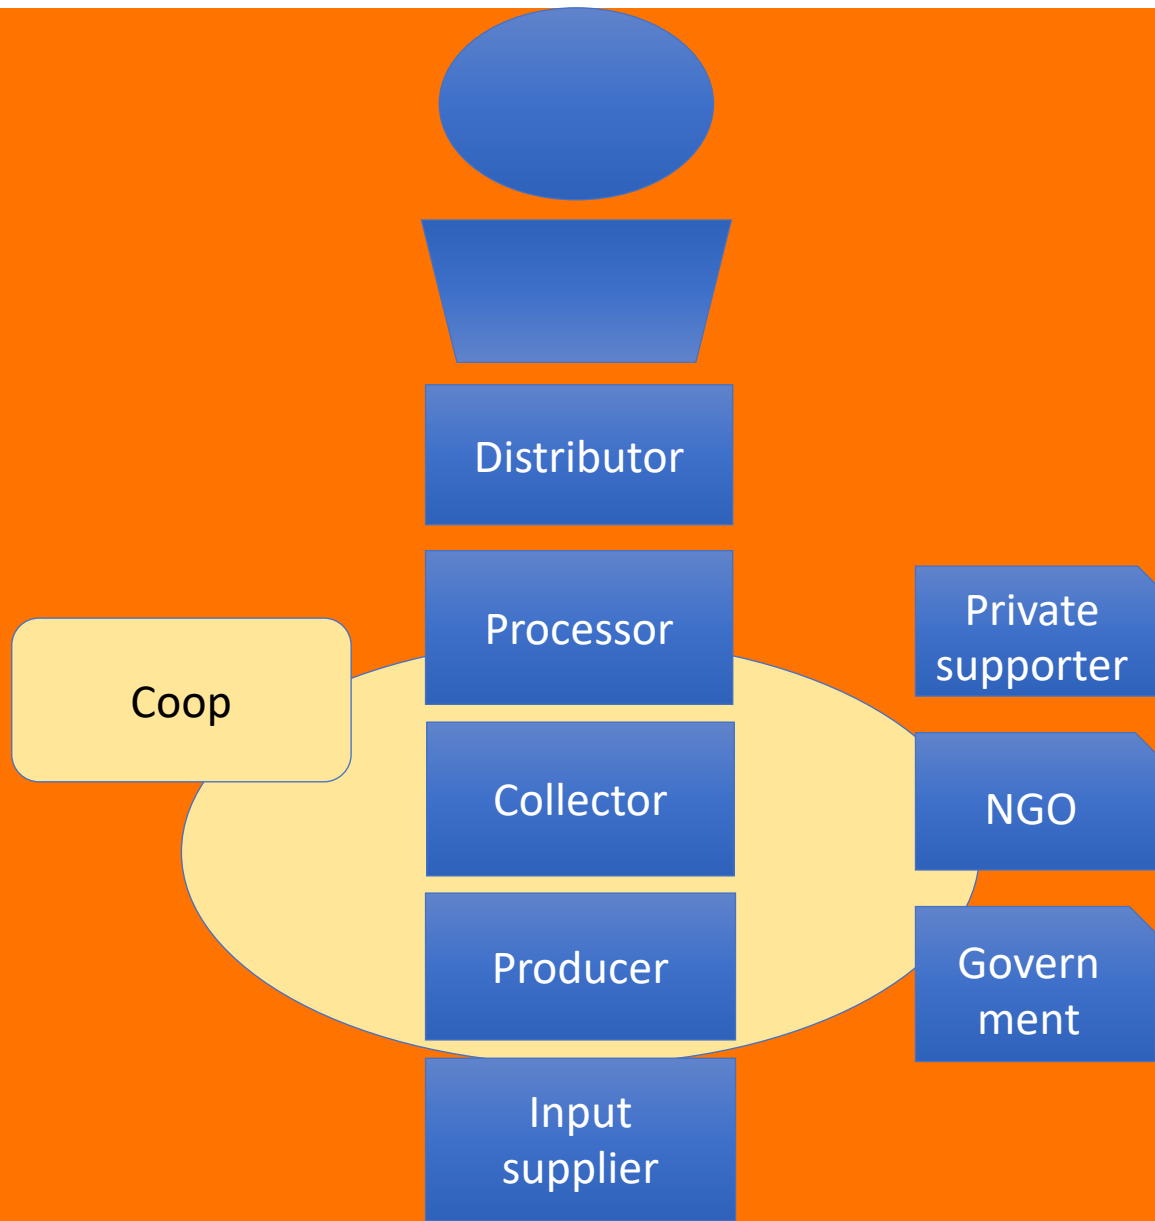 Distributor
Processor
Coop
Collector
Producer
Input
supplier
Private
supporter
NGO
Govern
ment